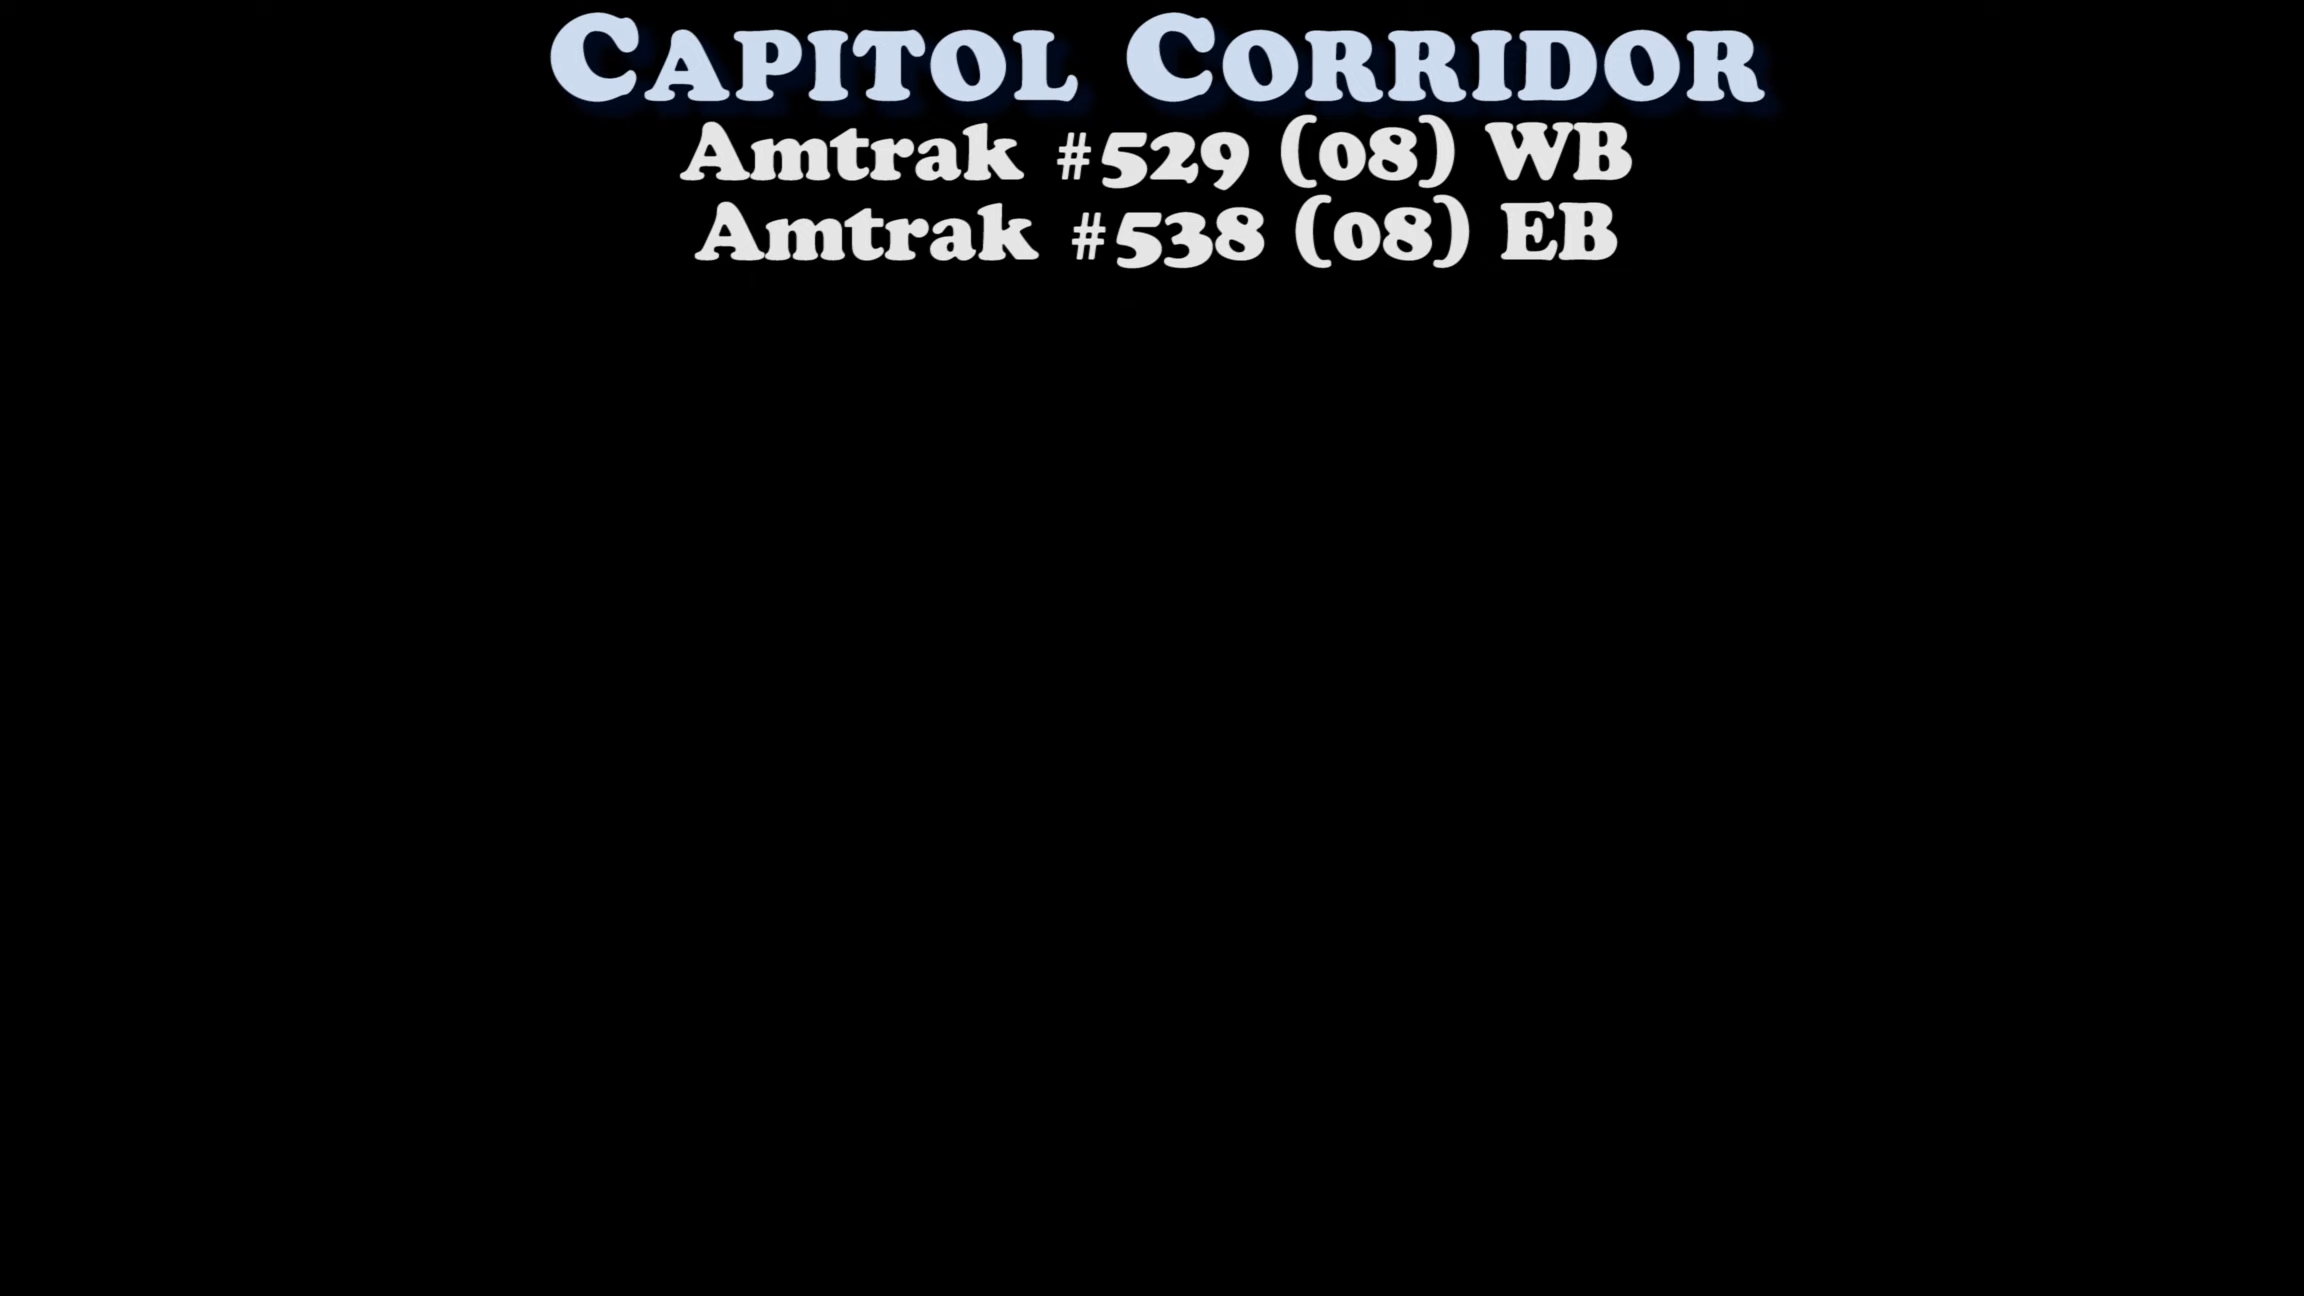 CAPITOL CORRIDOR
Amtrak #529 (08) WB
Amtrak #538 (08) EB